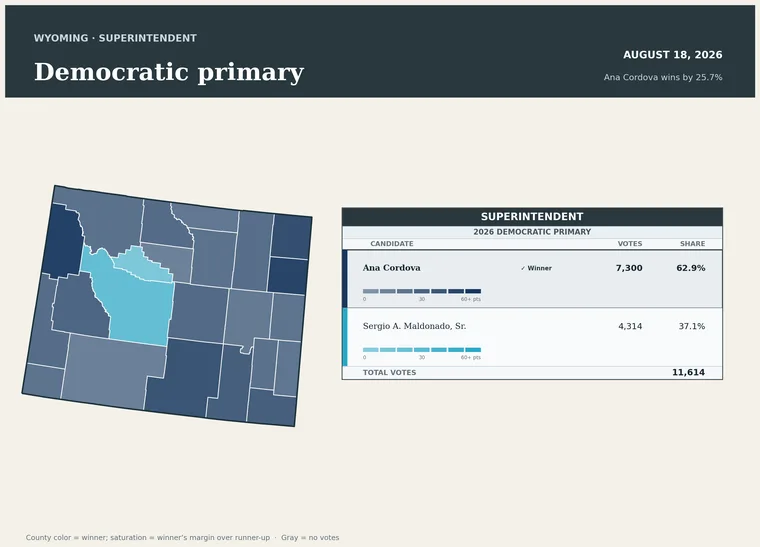 WYOMING · SUPERINTENDENT
Democratic primary
AUGUST 18, 2026
Ana Cordova wins by 25.7%
SUPERINTENDENT
2026 DEMOCRATIC PRIMARY
CANDIDATE VOTES SHARE
Ana Cordova ✓ Winner 7,300 62.9%
0 30 60+ pts
Sergio A. Maldonado, Sr. 4,314 37.1%
0 30 60+ pts
TOTAL VOTES 11,614
County color = winner; saturation = winner's margin over runner-up · Gray = no votes